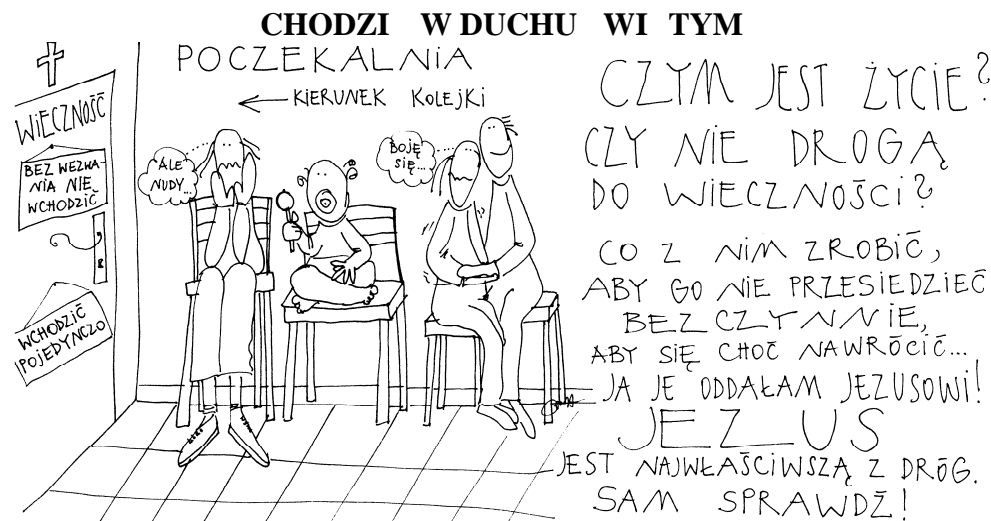 CHODZI W DUCHU WI TYM
POCZEKALNIA
KIERUNEK KOLEJKI
WIECZNOŚĆ
BEZ WEZWA-
NIA NIE
WCHODZIĆ
WCHODZIĆ
POJEDYNCZO
ALE
NUDY...
BOJĘ
SIĘ...
CZYM JEST ŻYCIE?
CZY NIE DROGĄ
DO WIECZNOŚCI?
CO Z NIM ZROBIĆ,
ABY GO NIE PRZESIEDZIEĆ
BEZCZYNNIE,
ABY SIĘ CHOĆ NAWRÓCIĆ...
JA JE ODDAŁAM JEZUSOWI!
JEZUS
JEST NAJWŁAŚCIWSZĄ Z DRÓG.
SAM SPRAWDŹ!